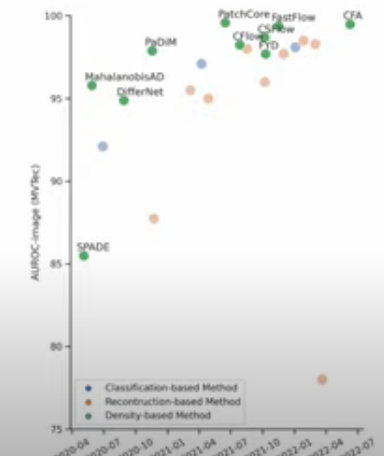 AUROC-image (MVTec)
100
95
90
85
80
75
PatchCore
FastFlow
CFA
CSFlow
CFlow
FYD
PaDiM
MahalanobisAD
DifferNet
SPADE
Classification-based Method
Recontruction-based Method
Density-based Method
2020-04
2020-07
2020-10
2021-01
2021-04
2021-07
2021-10
2022-01
2022-04
2022-07